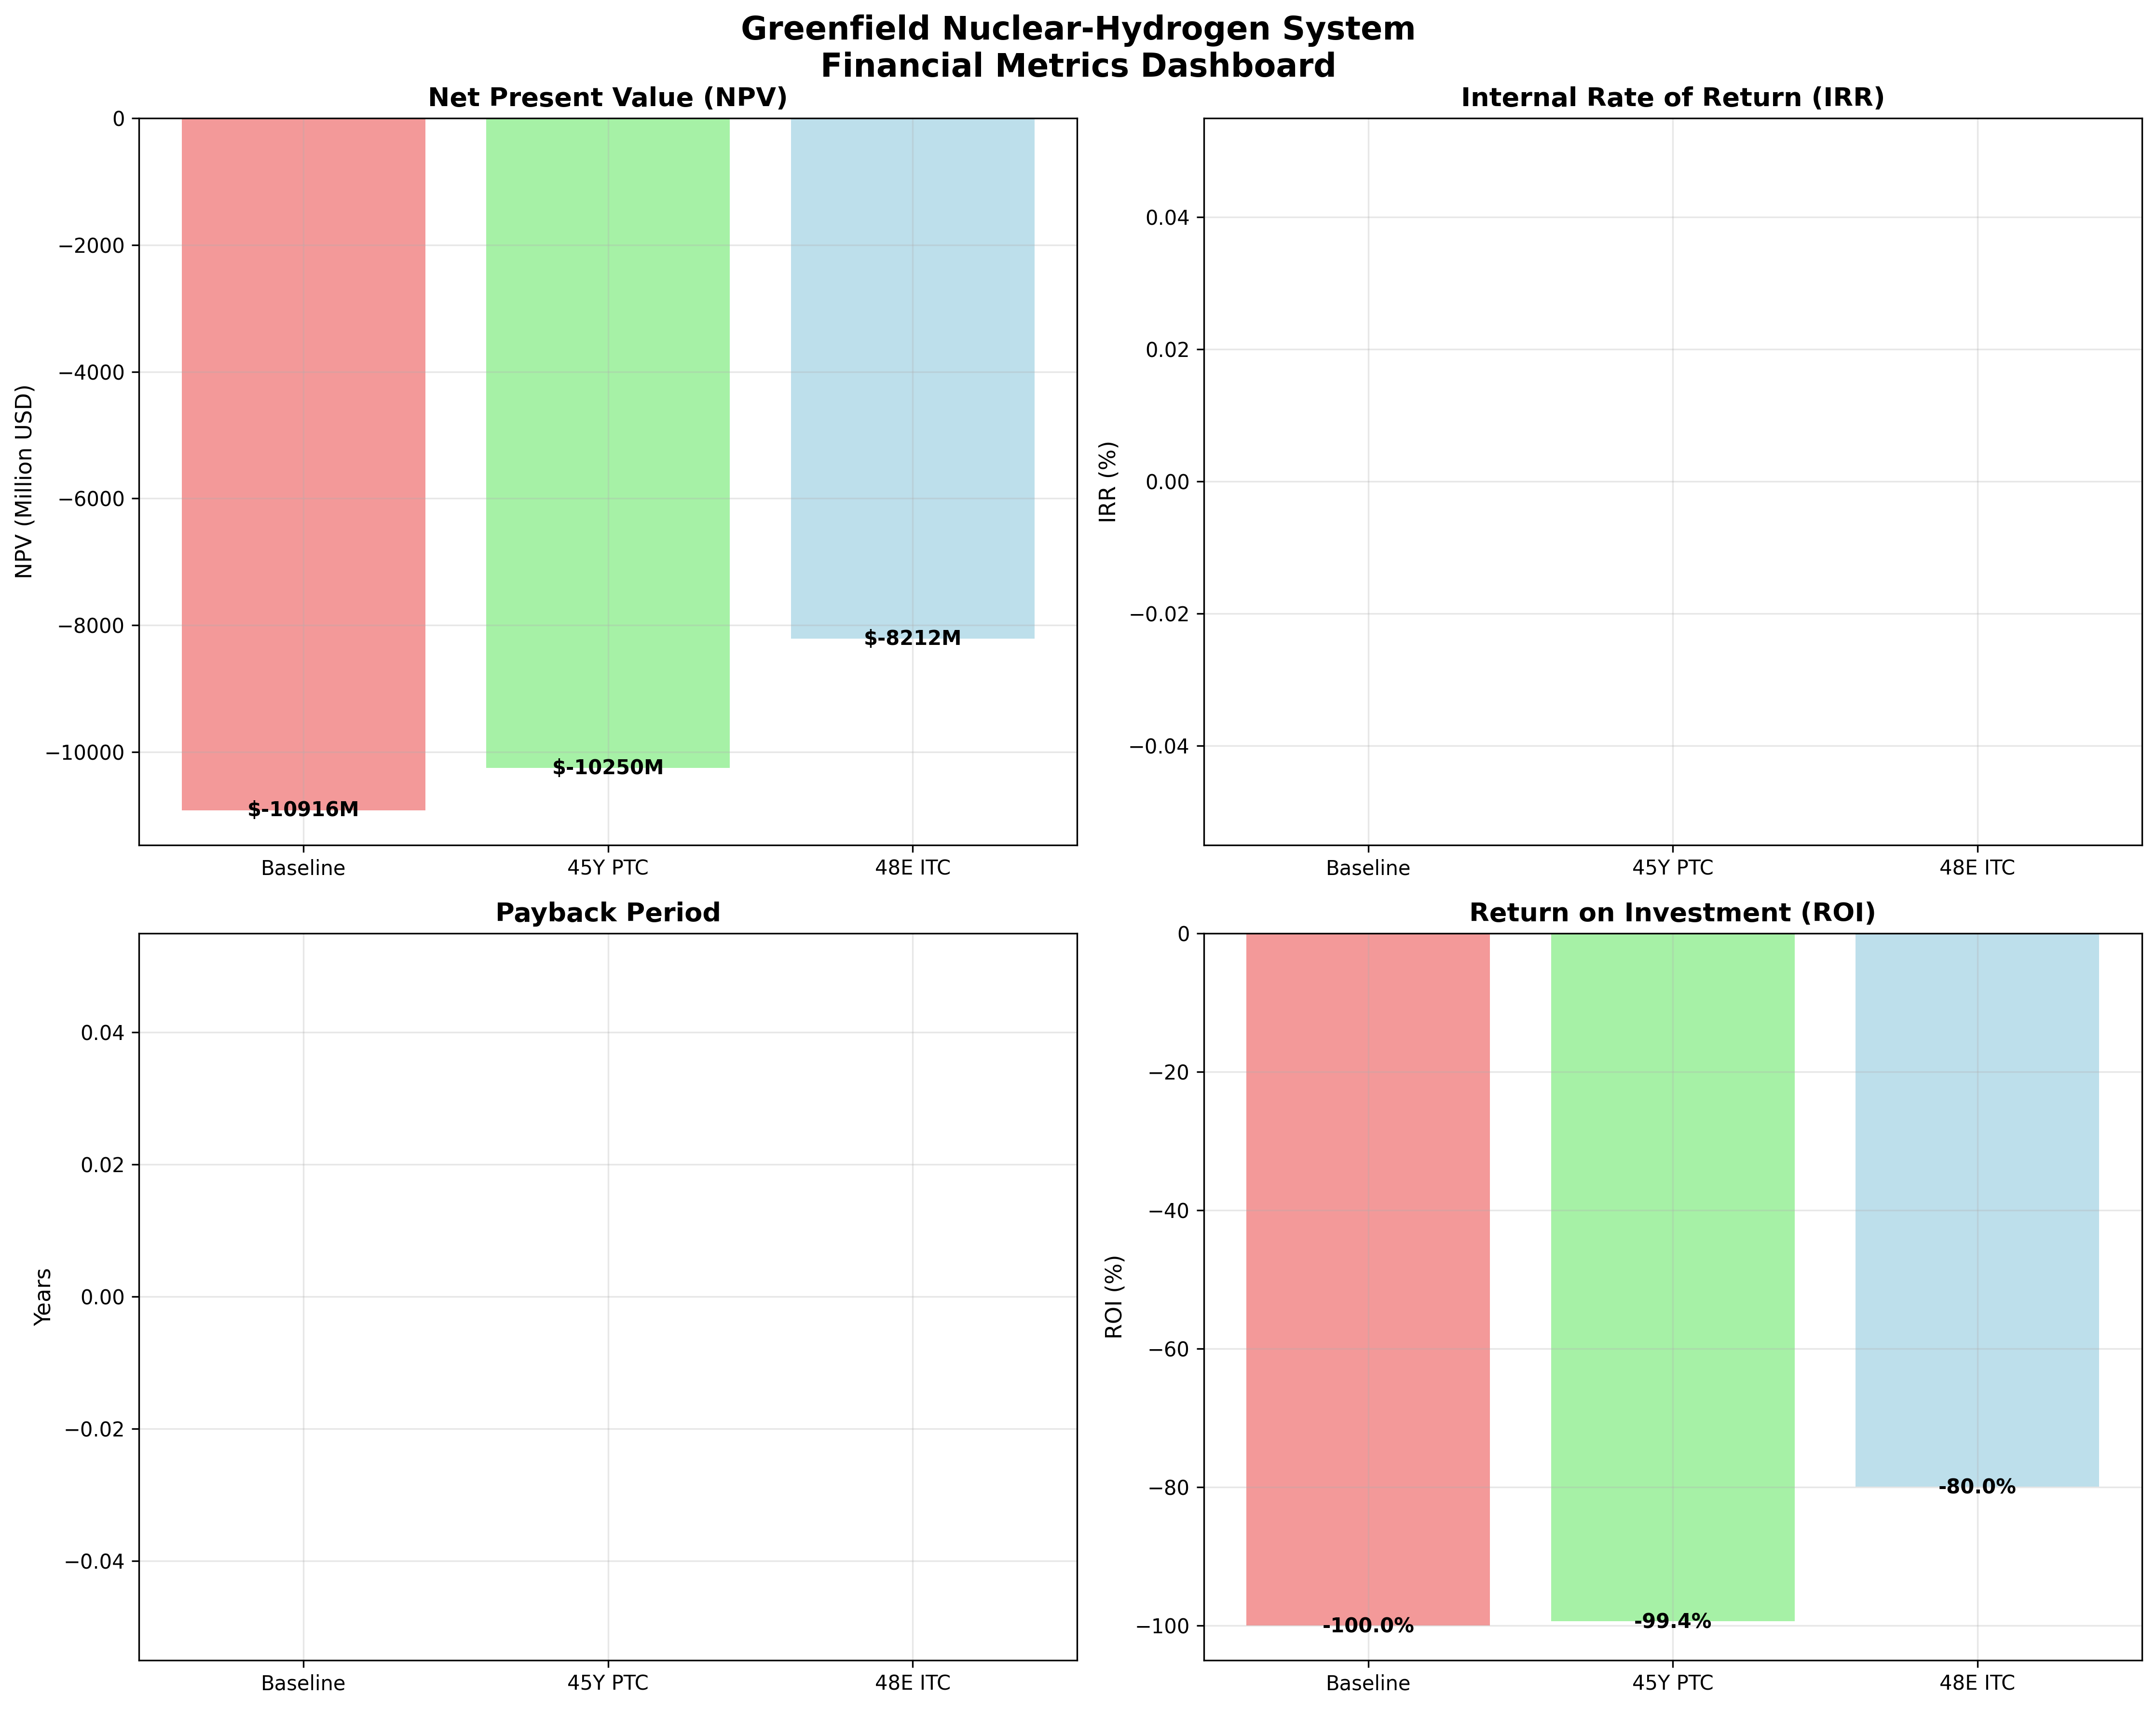 Greenfield Nuclear-Hydrogen System
Financial Metrics Dashboard
Net Present Value (NPV)
NPV (Million USD)
0
−2000
−4000
−6000
−8000
−10000
$-10916M
$-10250M
$-8212M
Baseline
45Y PTC
48E ITC
Internal Rate of Return (IRR)
IRR (%)
0.04
0.02
0.00
−0.02
−0.04
Baseline
45Y PTC
48E ITC
Payback Period
Years
0.04
0.02
0.00
−0.02
−0.04
Baseline
45Y PTC
48E ITC
Return on Investment (ROI)
ROI (%)
0
−20
−40
−60
−80
−100
-100.0%
-99.4%
-80.0%
Baseline
45Y PTC
48E ITC